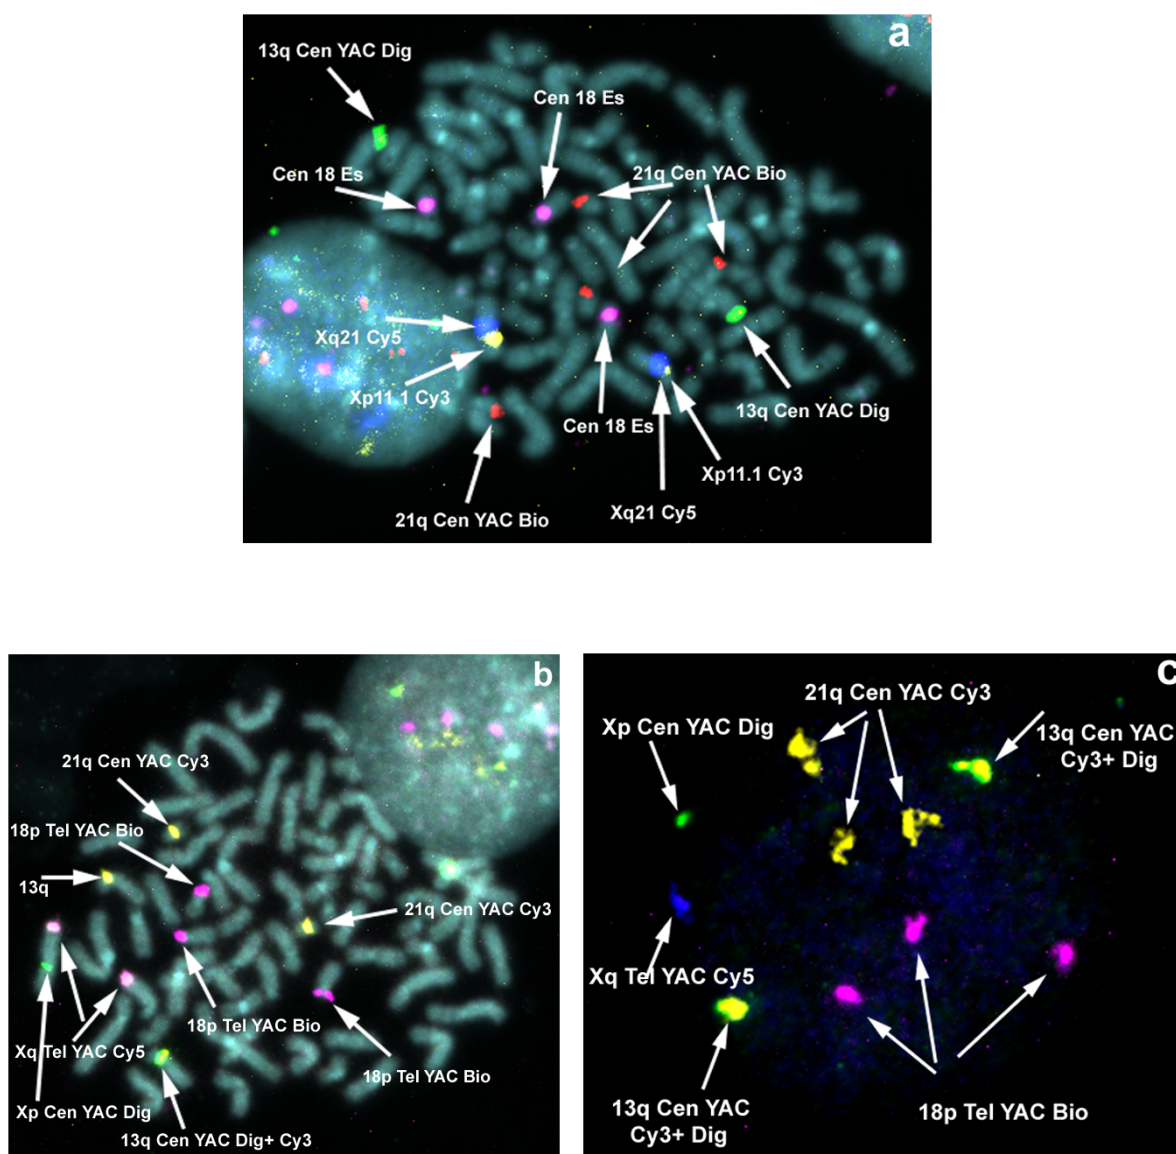 a
13q Cen YAC Dig
Cen 18 Es
Cen 18 Es
21q Cen YAC Bio
Xq21 Cy5
Xp11.1 Cy3
13q Cen YAC Dig
Cen 18 Es
Xp11.1 Cy3
21q Cen YAC Bio
Xq21 Cy5
b
21q Cen YAC Cy3
18p Tel YAC Bio
13q
21q Cen YAC Cy3
18p Tel YAC Bio
Xq Tel YAC Cy5
18p Tel YAC Bio
Xp Cen YAC Dig
13q Cen YAC Dig+ Cy3
c
21q Cen YAC Cy3
Xp Cen YAC Dig
13q Cen YAC
Cy3+ Dig
Xq Tel YAC Cy5
13q Cen YAC
Cy3+ Dig
18p Tel YAC Bio